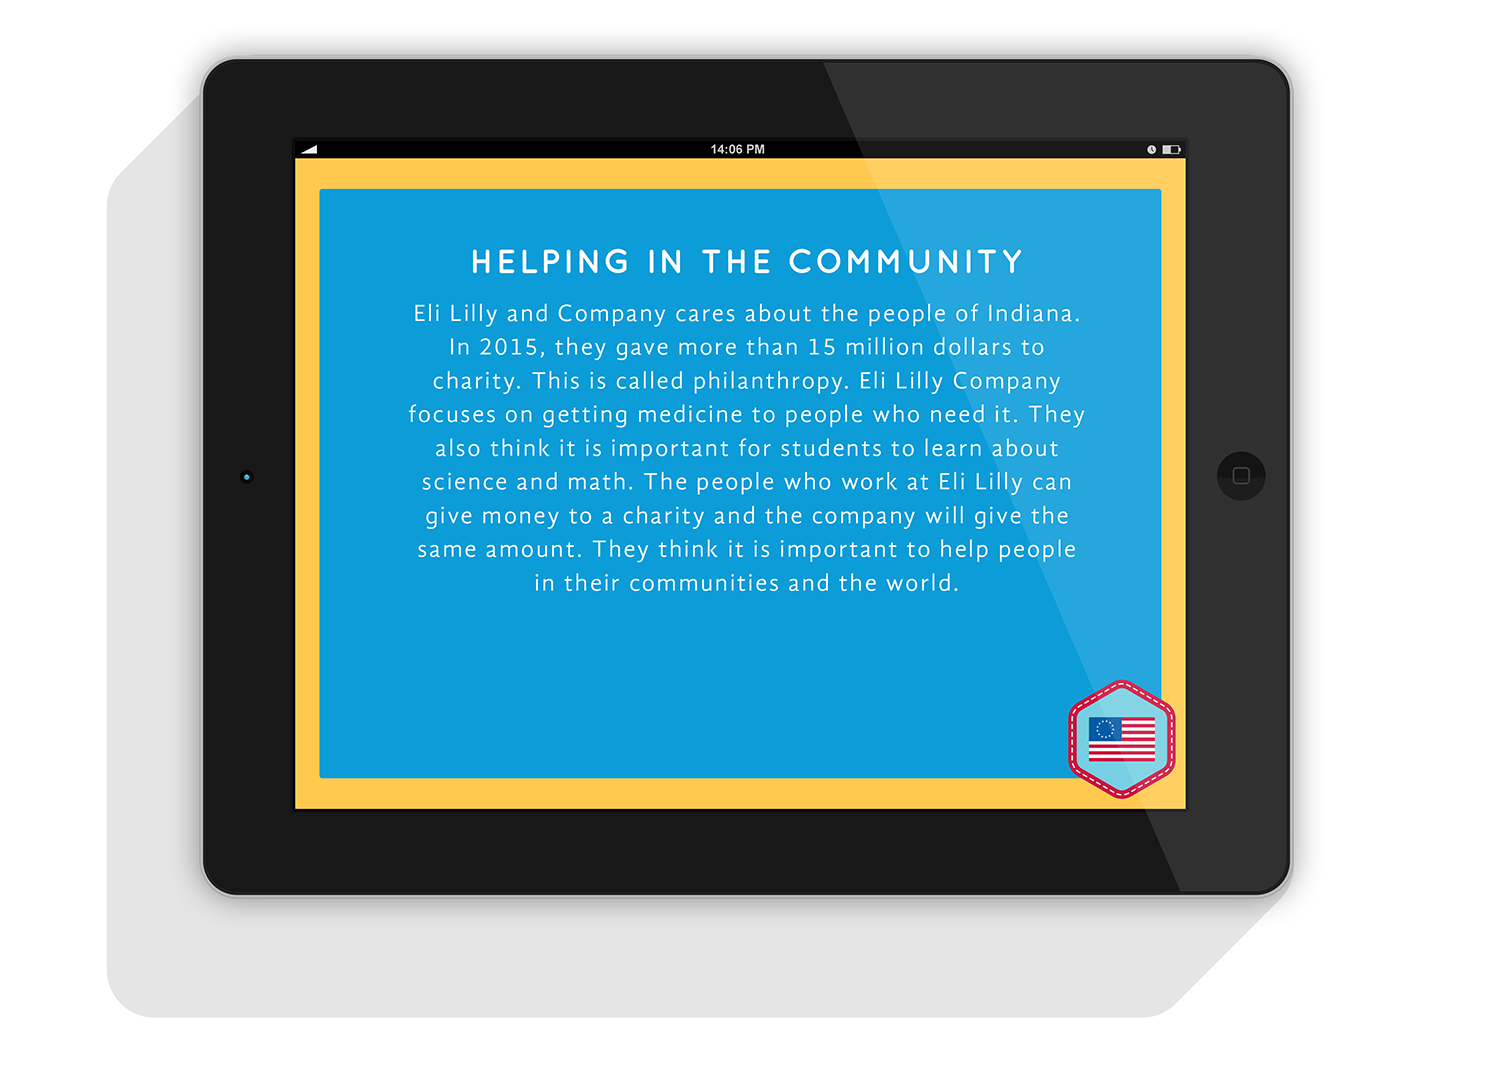 14:06 PM
HELPING IN THE COMMUNITY
Eli Lilly and Company cares about the people of Indiana.
In 2015, they gave more than 15 million dollars to
charity. This is called philanthropy. Eli Lilly Company
focuses on getting medicine to people who need it. They
also think it is important for students to learn about
science and math. The people who work at Eli Lilly can
give money to a charity and the company will give the
same amount. They think it is important to help people
in their communities and the world.